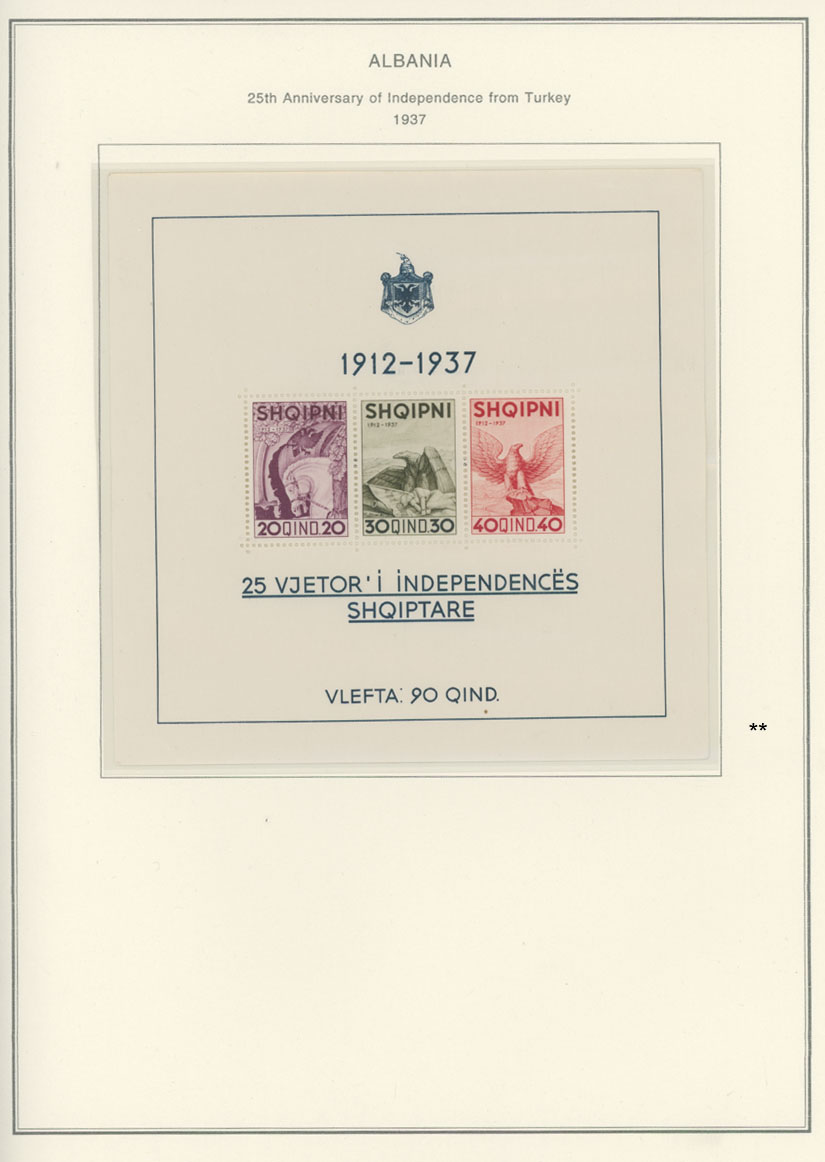 ALBANIA
25th Anniversary of Independence from Turkey
1937
1912-1937
SHQIPNI
20 QIND. 20
SHQIPNI
1912-1937
30 QIND. 30
SHQIPNI
1912-1937
40 QIND. 40
25 VJETOR'I INDEPENDENCËS
SHQIPTARE
VLEFTA: 90 QIND.
**